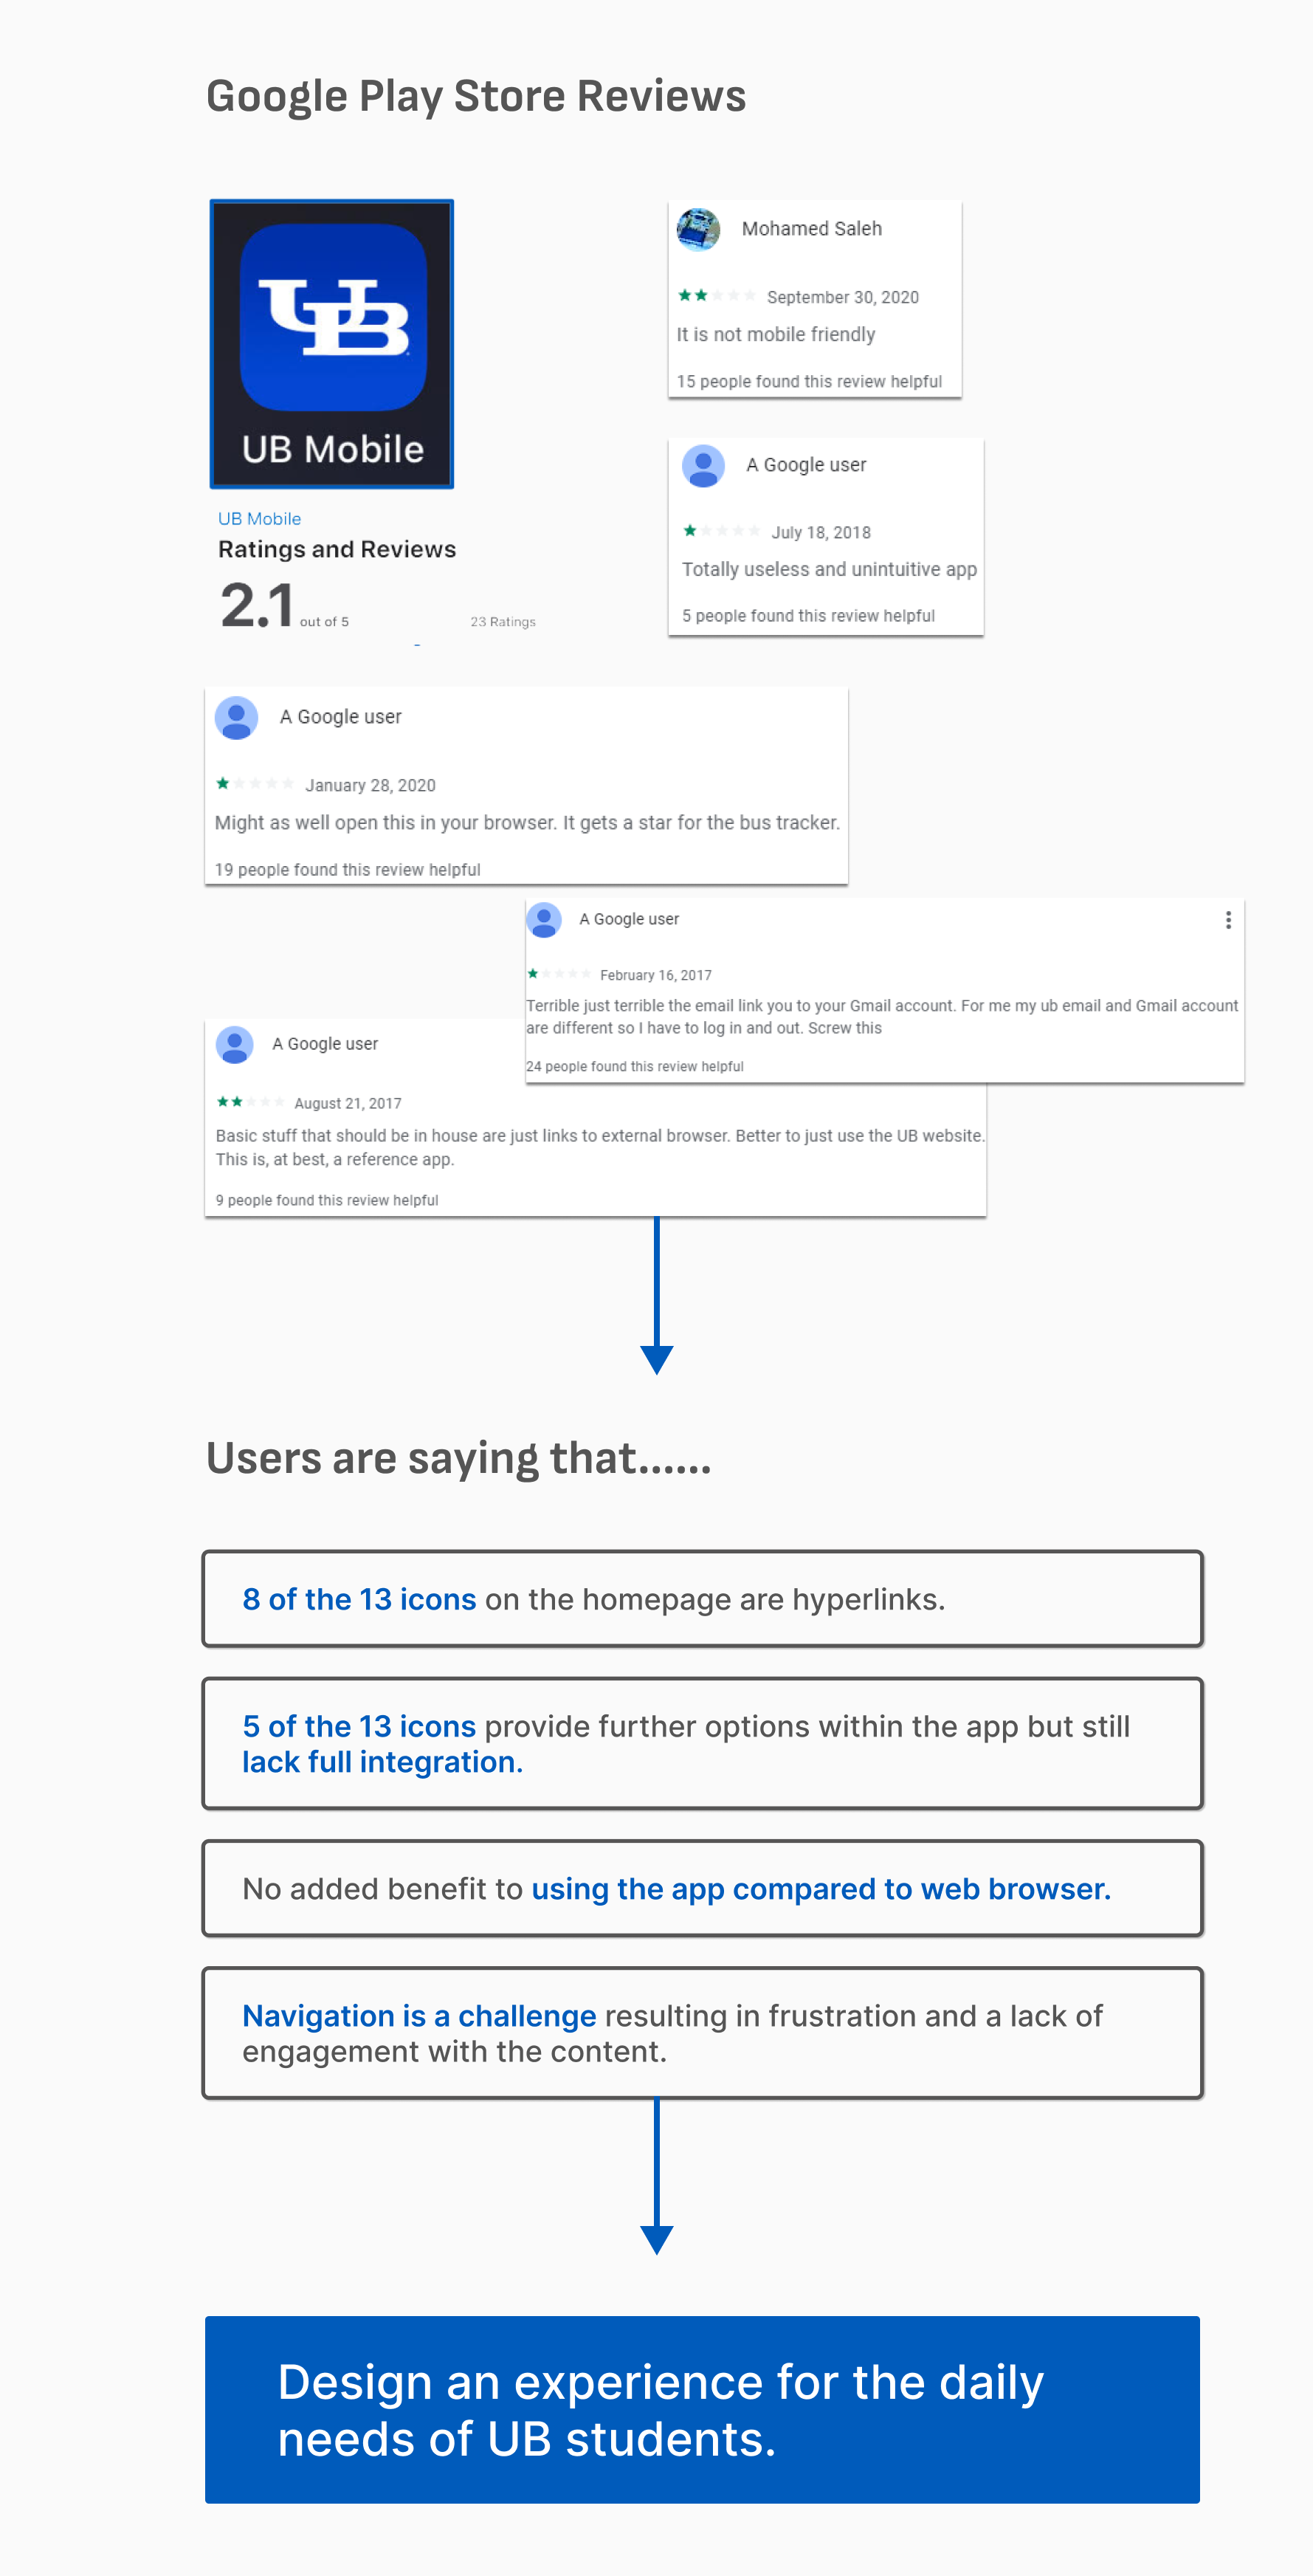 Google Play Store Reviews
UB
UB Mobile
UB Mobile
Ratings and Reviews
2.1 out of 5 23 Ratings
Mohamed Saleh
September 30, 2020
It is not mobile friendly
15 people found this review helpful
A Google user
July 18, 2018
Totally useless and unintuitive app
5 people found this review helpful
A Google user
January 28, 2020
Might as well open this in your browser. It gets a star for the bus tracker.
19 people found this review helpful
A Google user
February 16, 2017
Terrible just terrible the email link you to your Gmail account. For me my ub email and Gmail account
are different so I have to log in and out. Screw this
24 people found this review helpful
A Google user
August 21, 2017
Basic stuff that should be in house are just links to external browser. Better to just use the UB website.
This is, at best, a reference app.
9 people found this review helpful
Users are saying that......
8 of the 13 icons on the homepage are hyperlinks.
5 of the 13 icons provide further options within the app but still
lack full integration.
No added benefit to using the app compared to web browser.
Navigation is a challenge resulting in frustration and a lack of
engagement with the content.
Design an experience for the daily
needs of UB students.